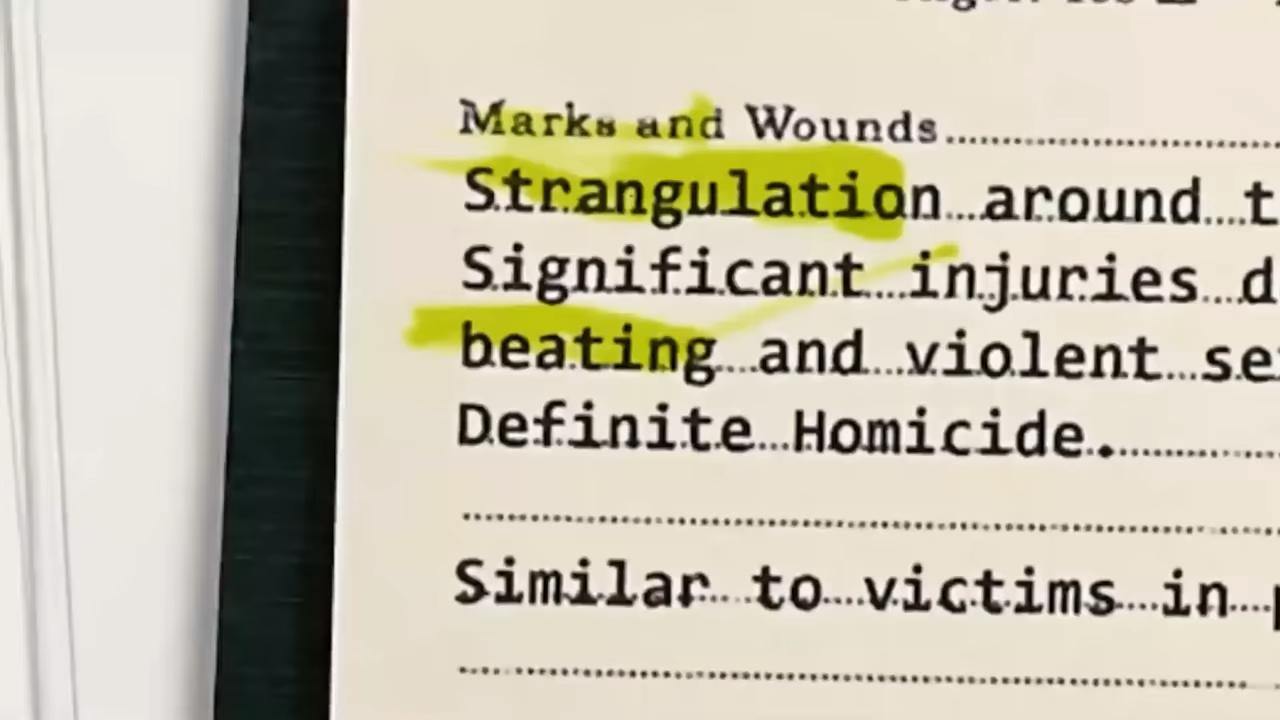 Marks and Wounds
Strangulation around
Significant injuries
beating and violent
Definite Homicide.
Similar to victims in